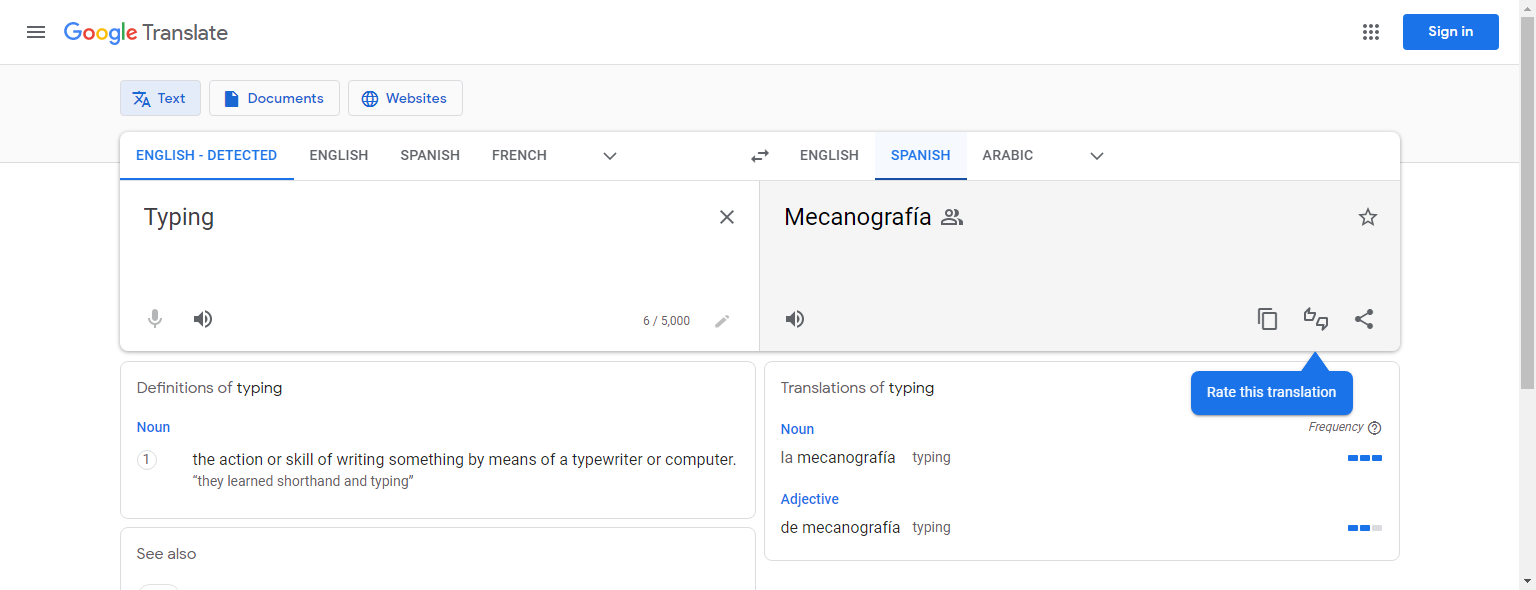 Google Translate
Sign in
Text
Documents
Websites
ENGLISH - DETECTED
ENGLISH
SPANISH
FRENCH
ENGLISH
SPANISH
ARABIC
Typing
Mecanografía
6 / 5,000
Rate this translation
Definitions of typing
Noun
1
the action or skill of writing something by means of a typewriter or computer.
“they learned shorthand and typing”
See also
Translations of typing
Noun
Frequency
la mecanografía typing
Adjective
de mecanografía typing